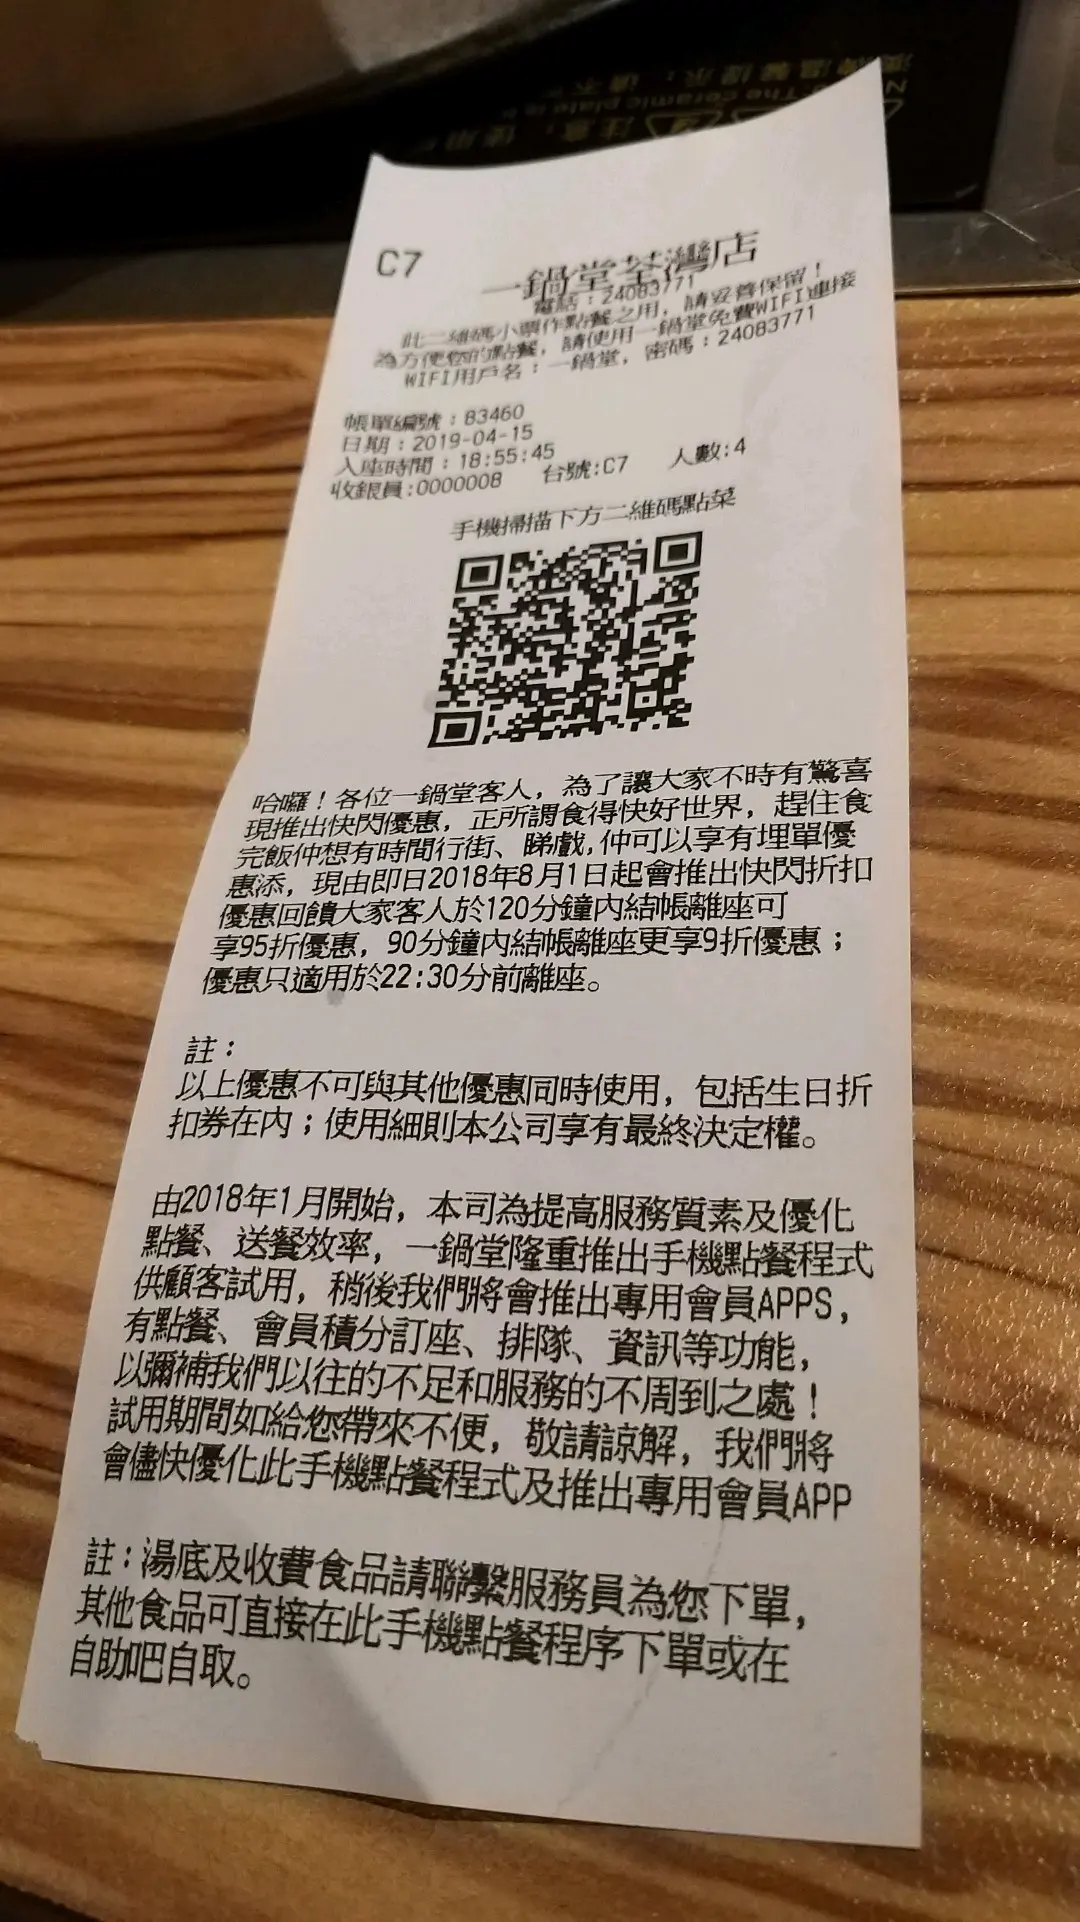 C7
一鍋堂荃灣店
電話：24083771
此二維碼小票作點餐之用，請妥善保留！
為方便您的點餐，請使用一鍋堂免費WIFI連接
WIFI用戶名：一鍋堂，密碼：24083771
帳單編號：83460
日期：2019-04-15
入座時間：18:55:45
收銀員:0000008 台號:C7 人數:4
手機掃描下方二維碼點菜
哈囉！各位一鍋堂客人，為了讓大家不時有驚喜
現推出快閃優惠，正所謂食得快好世界，趕住食
完飯仲想有時間行街、睇戲,仲可以享有埋單優
惠添，現由即日2018年8月1日起會推出快閃折扣
優惠回饋大家客人於120分鐘內結帳離座可
享95折優惠，90分鐘內結帳離座更享9折優惠；
優惠只適用於22:30分前離座。
註：
以上優惠不可與其他優惠同時使用，包括生日折
扣券在內；使用細則本公司享有最終決定權。
由2018年1月開始，本司為提高服務質素及優化
點餐、送餐效率，一鍋堂隆重推出手機點餐程式
供顧客試用，稍後我們將會推出專用會員APPS，
有點餐、會員積分訂座、排隊、資訊等功能，
以彌補我們以往的不足和服務的不周到之處！
試用期間如給您帶來不便，敬請諒解，我們將
會儘快優化此手機點餐程式及推出專用會員APP
註：湯底及收費食品請聯繫服務員為您下單，
其他食品可直接在此手機點餐程序下單或在
自助吧自取。